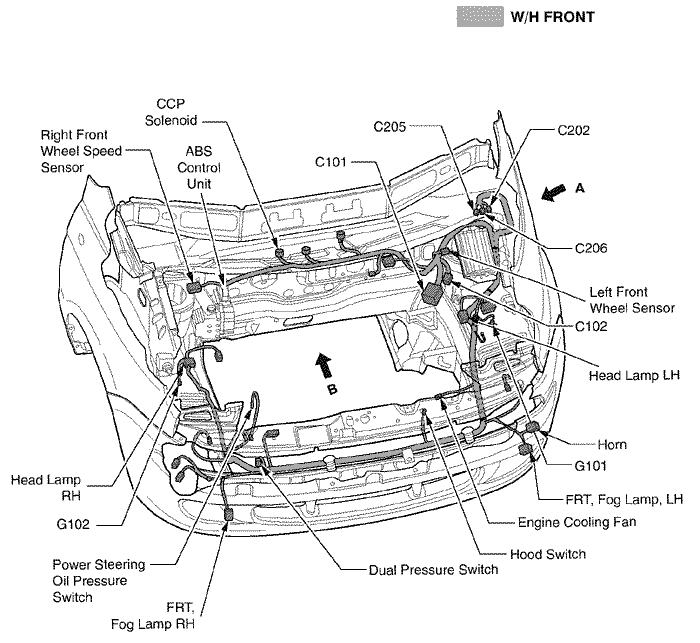 W/H FRONT
CCP
Solenoid
Right Front
Wheel Speed
Sensor
ABS
Control
Unit
C205
C202
C101
A
C206
Left Front
Wheel Sensor
C102
Head Lamp LH
B
Horn
G101
Head Lamp
RH
FRT, Fog Lamp, LH
G102
Engine Cooling Fan
Hood Switch
Power Steering
Oil Pressure
Switch
Dual Pressure Switch
FRT,
Fog Lamp RH